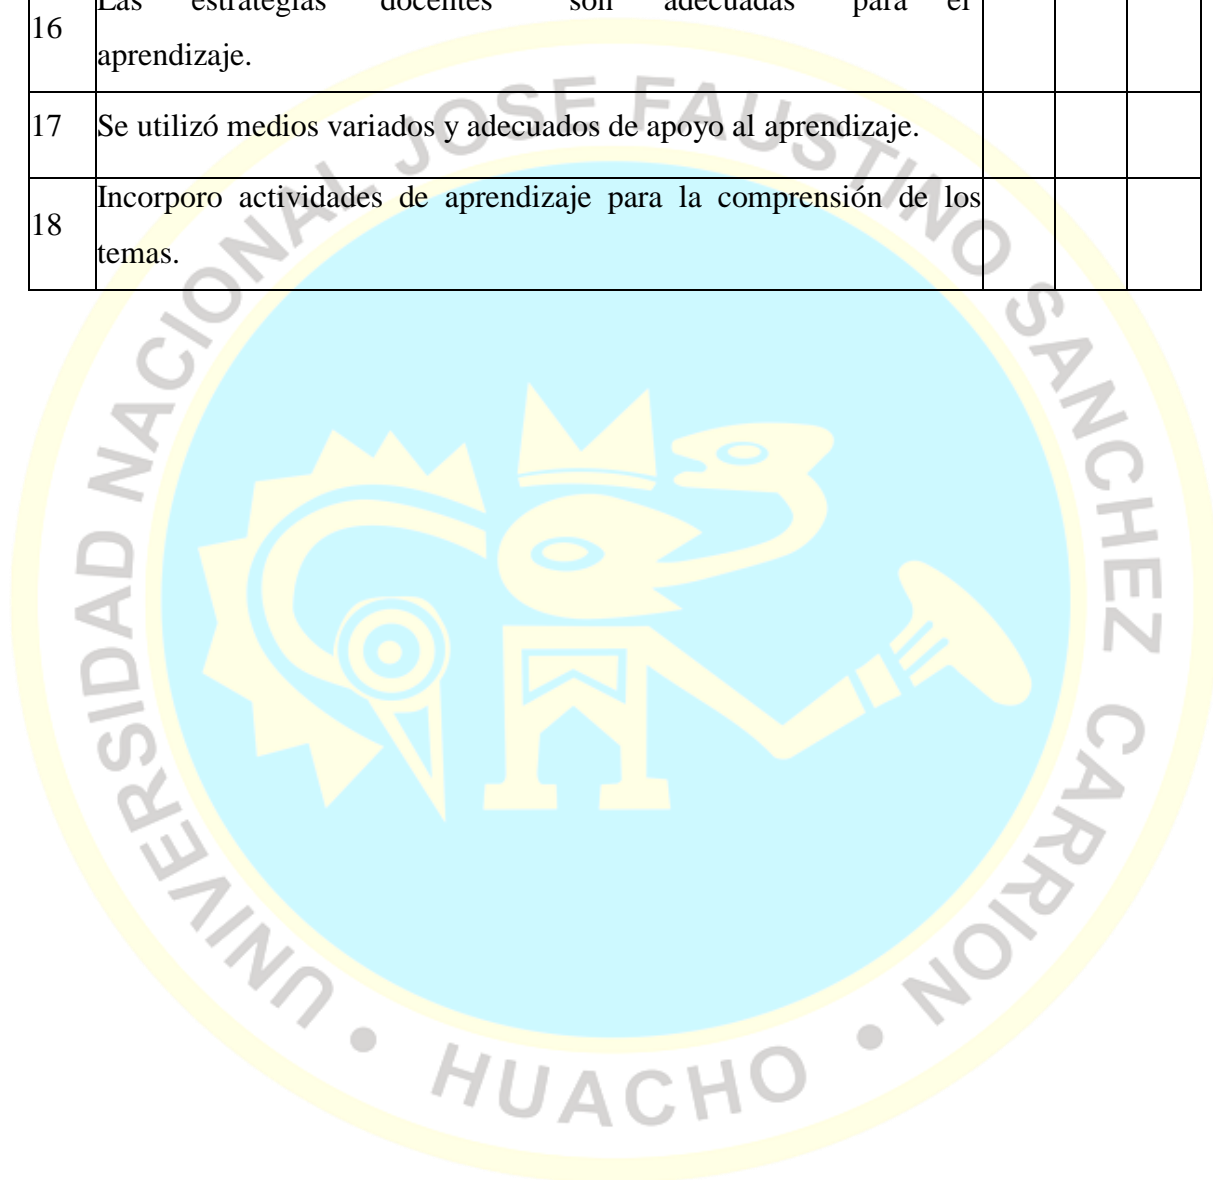 16 Las estrategias docentes son adecuadas para el
aprendizaje.
17 Se utilizó medios variados y adecuados de apoyo al aprendizaje.
18 Incorporo actividades de aprendizaje para la comprensión de los
temas.
UNIVERSIDAD NACIONAL JOSE FAUSTINO SANCHEZ CARRION
• HUACHO •